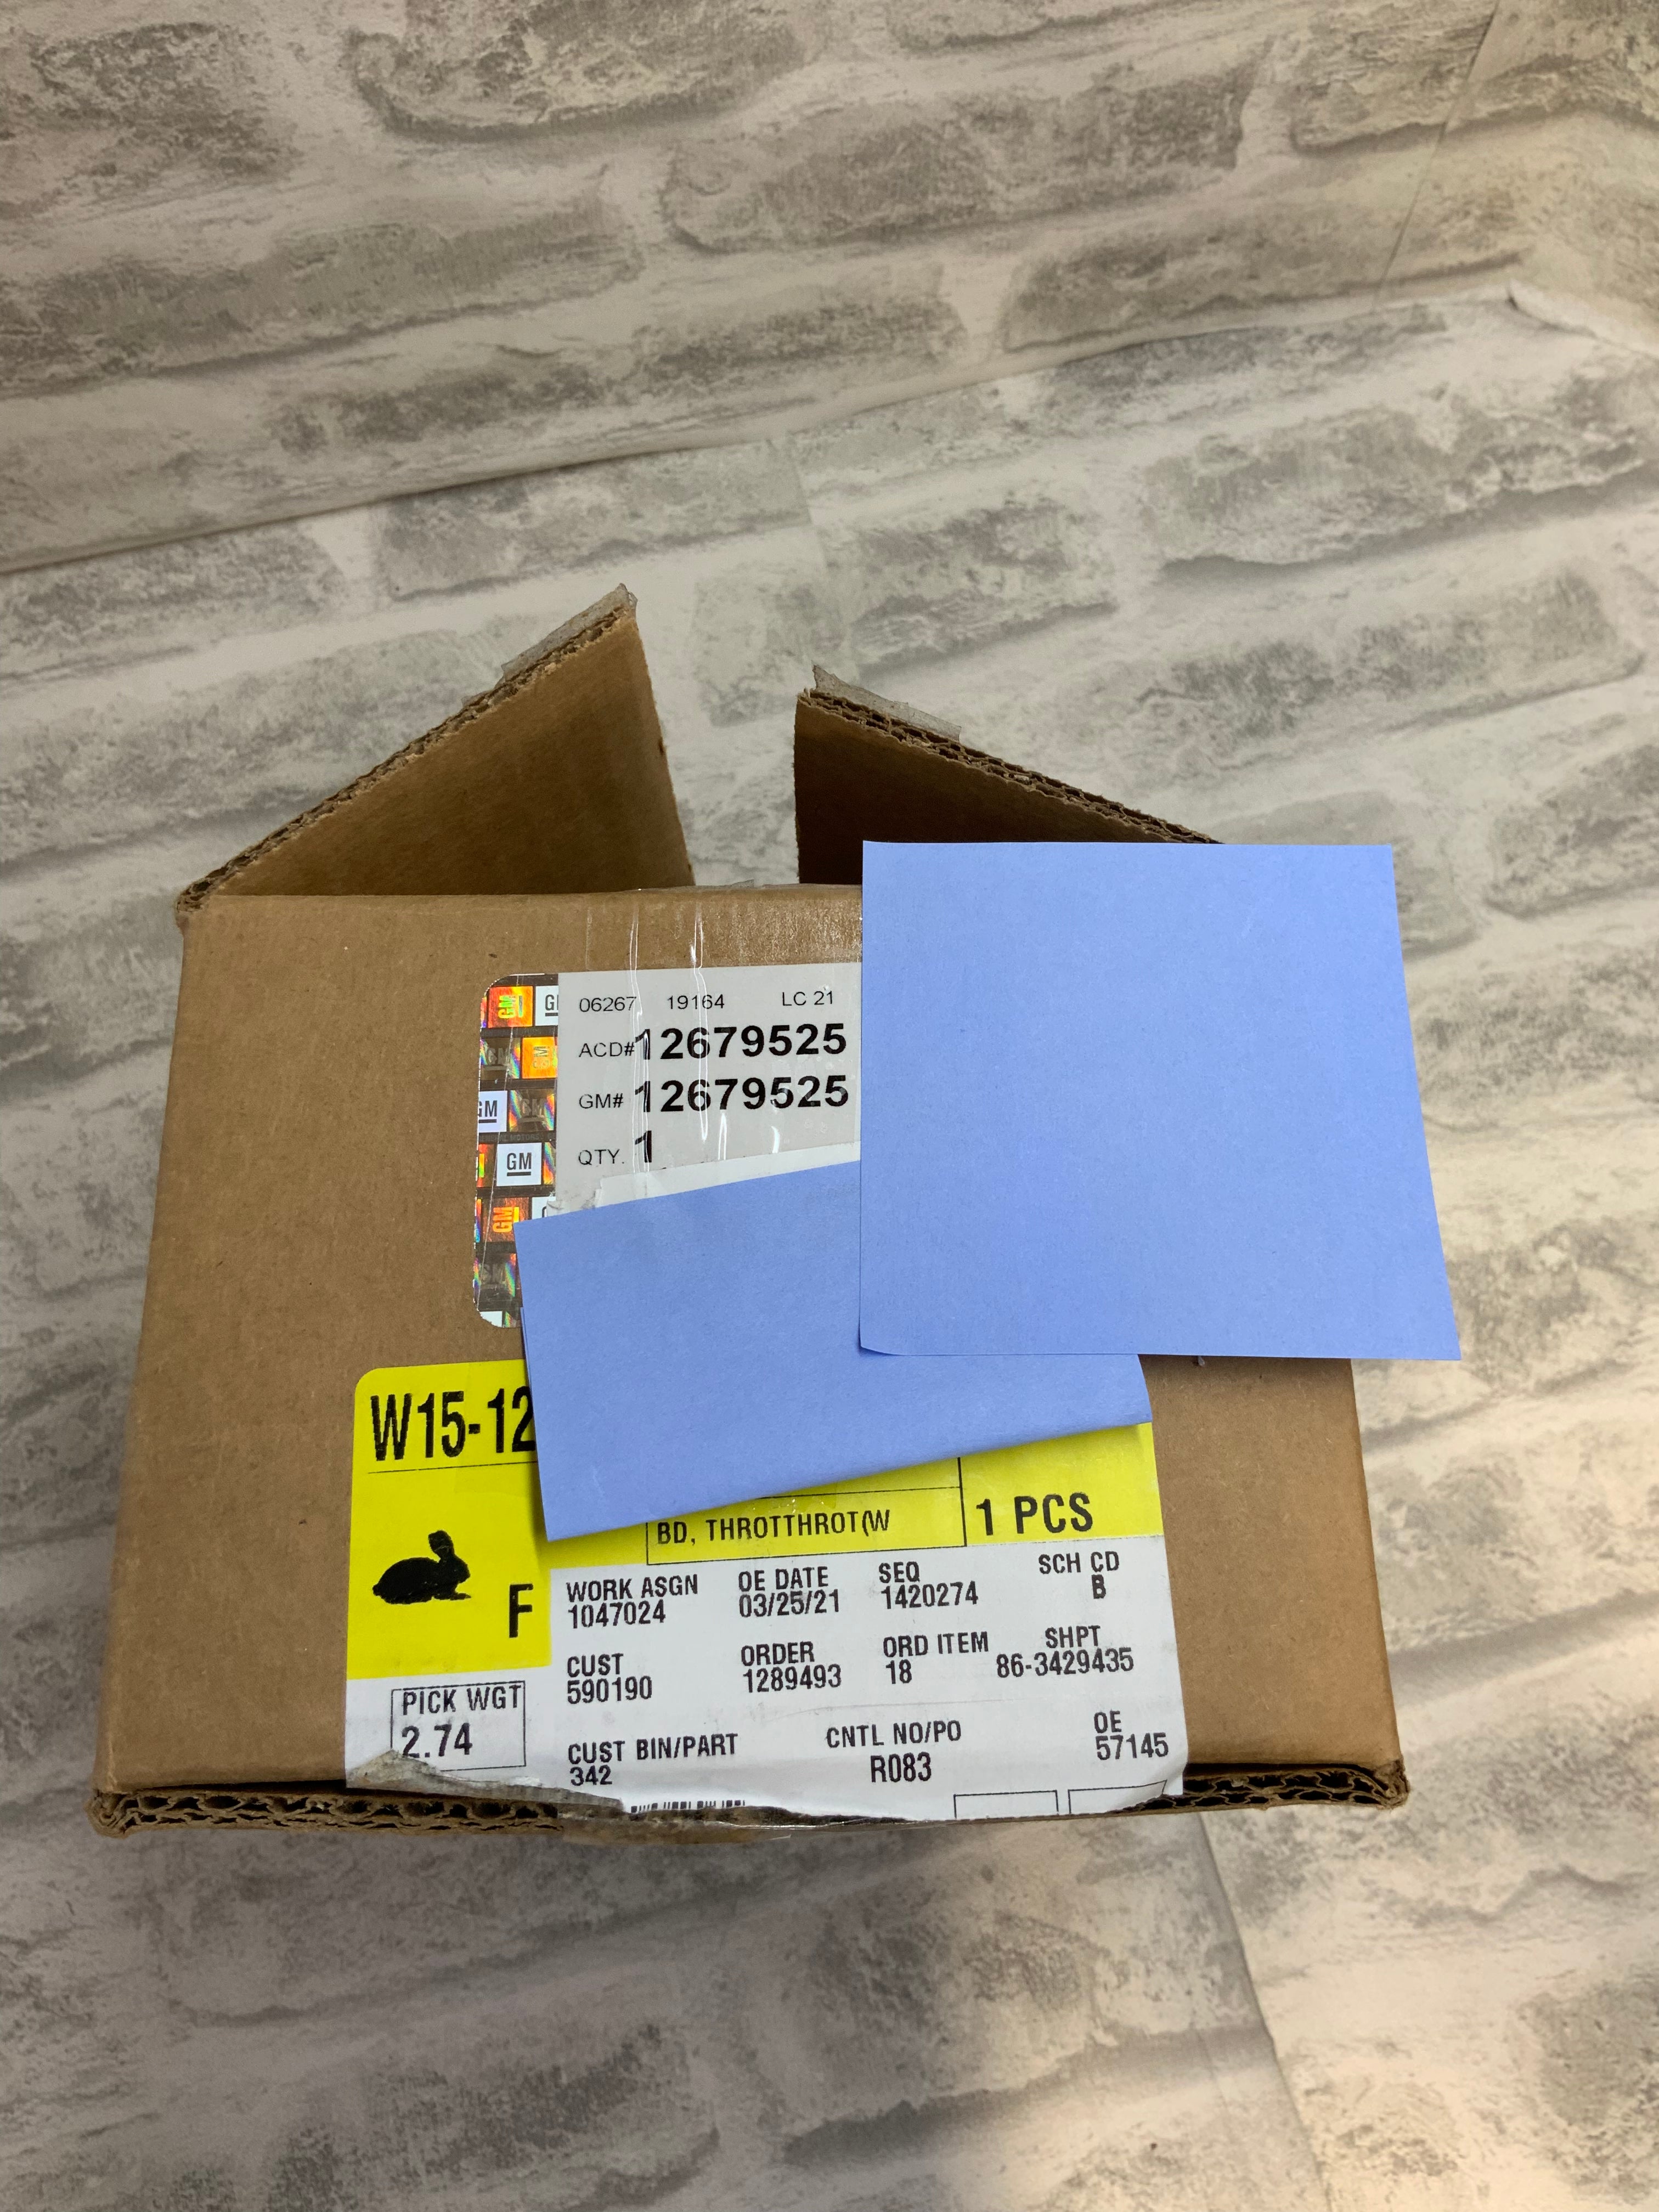 06267 19164 LC 21
ACD# 12679525
GM# 12679525
QTY. 1
GM
GM
GM
GM
W15-12
BD, THROTTHROT(W
1 PCS
F
WORK ASGN OE DATE SEQ SCH CD
1047024 03/25/21 1420274 B
CUST ORDER ORD ITEM SHPT
590190 1289493 18 86-3429435
PICK WGT
2.74
CUST BIN/PART CNTL NO/PO OE
342 R083 57145